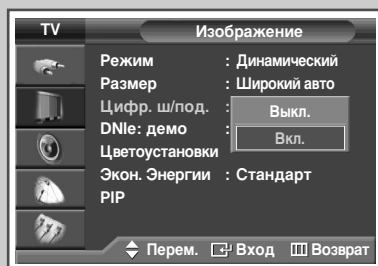 TV Изображение
Режим : Динамический
Размер : Широкий авто
Цифр. ш/под. : Выкл.
DNIe: демо : Вкл.
Цветоустановки
Экон. Энергии : Стандарт
PIP
Перем. Вход Возврат